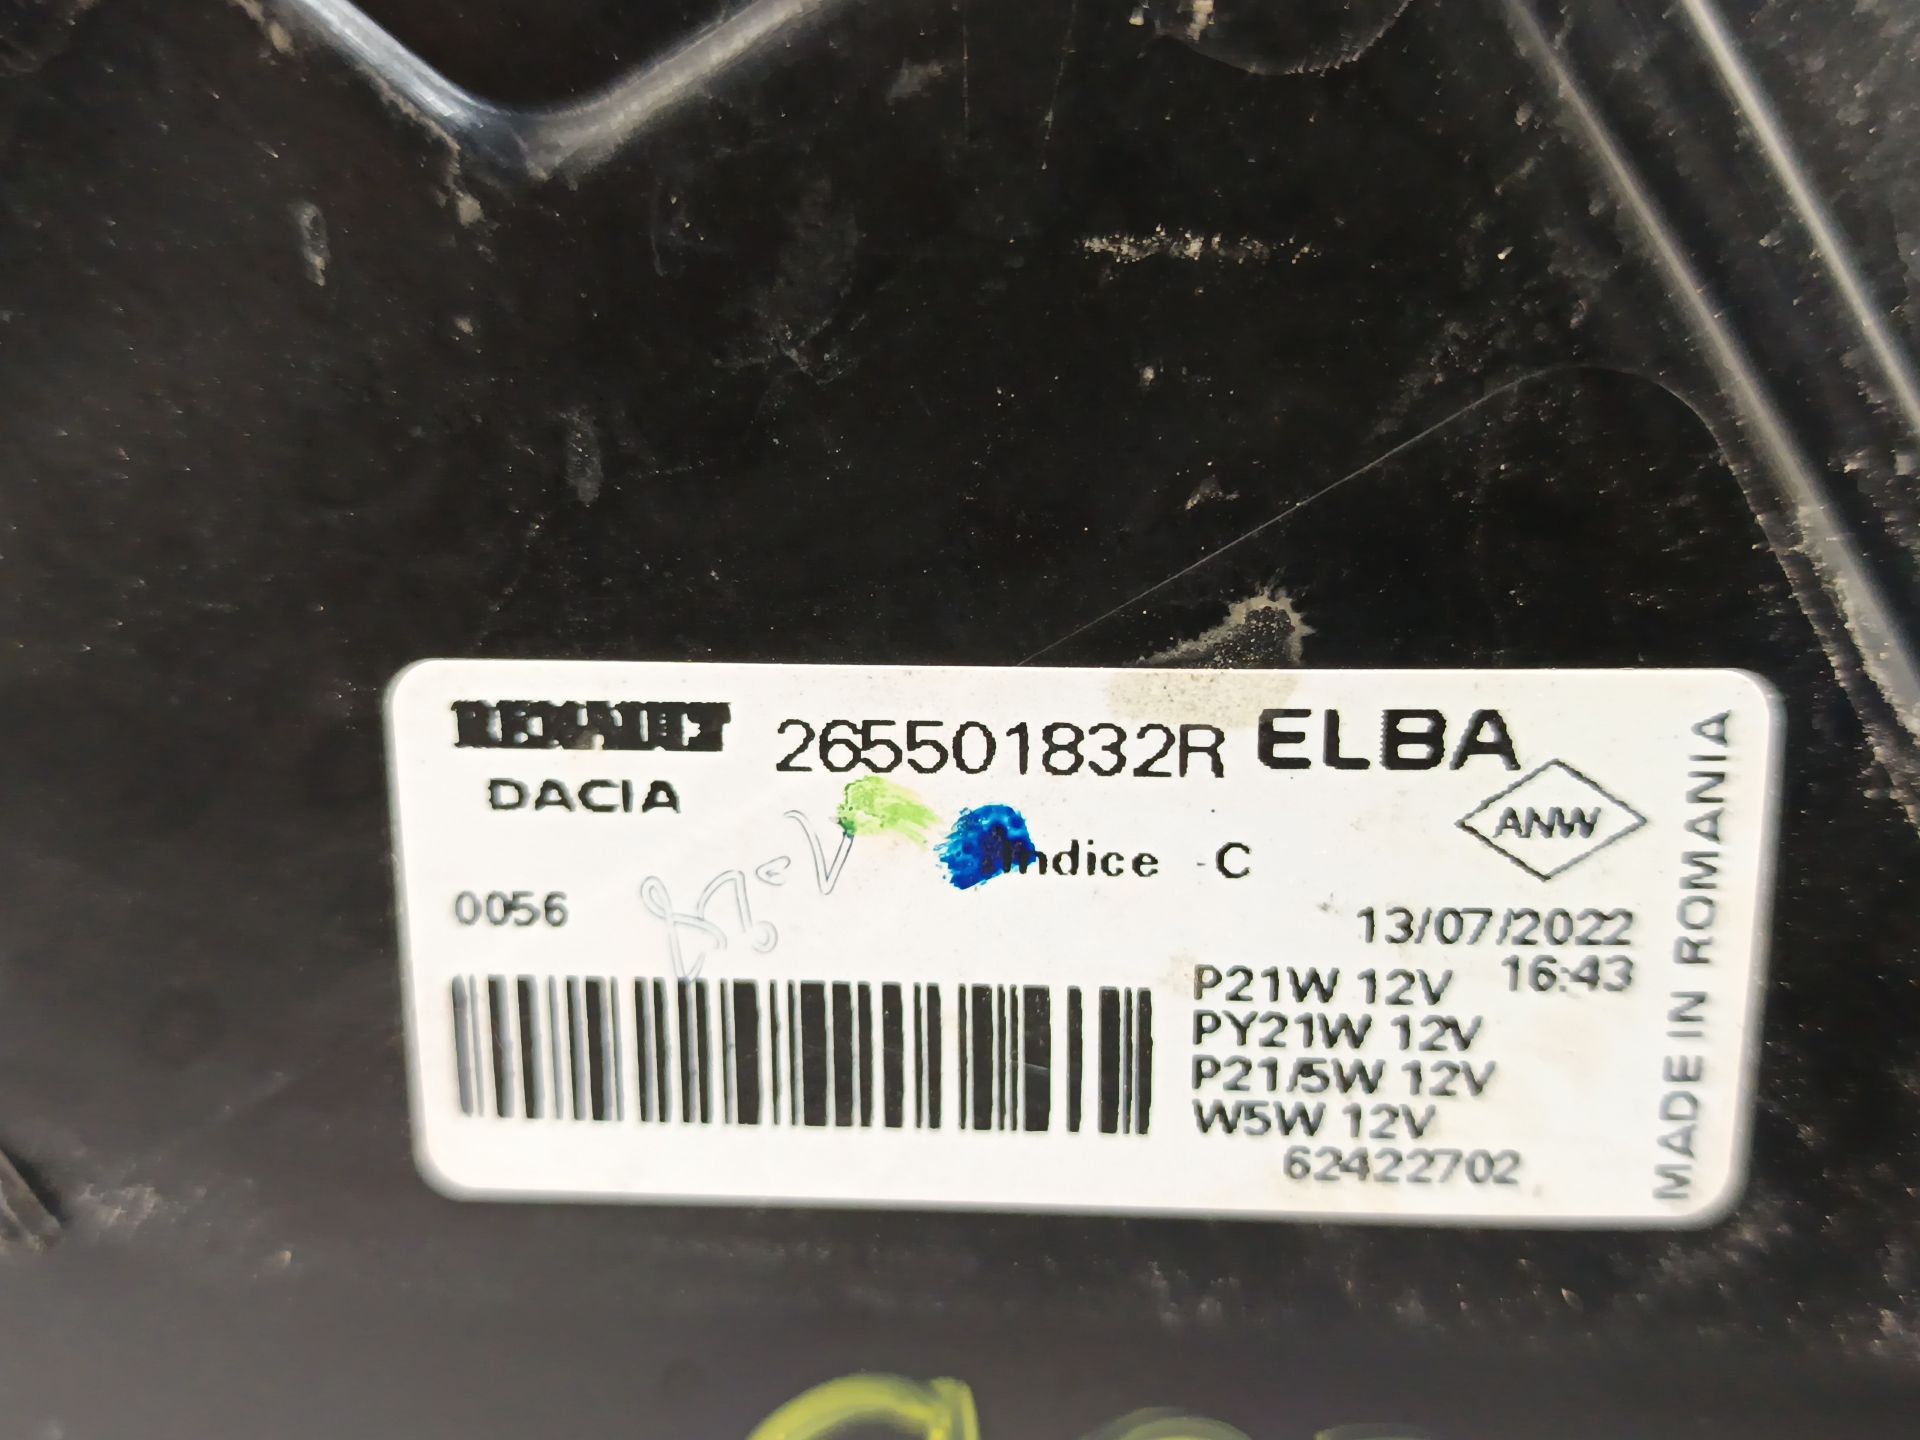 RENAULT 265501832R ELBA
DACIA
ANW
Indice -C
0056
13/07/2022
16:43
P21W 12V
PY21W 12V
P21/5W 12V
W5W 12V
62422702
MADE IN ROMANIA